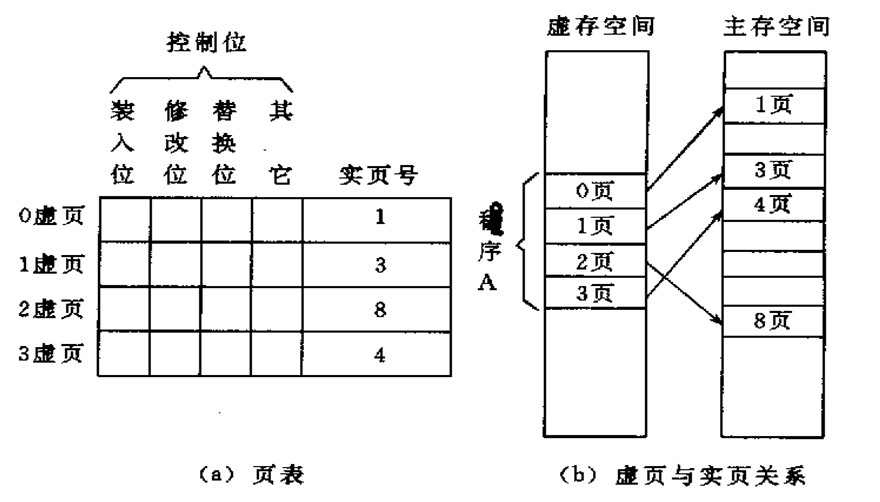 控制位
装入位 修改位 替换位 其它 实页号
0虚页 1
1虚页 3
2虚页 8
3虚页 4
(a) 页表
虚存空间 主存空间
程序A
0页
1页
2页
3页
1页
3页
4页
8页
(b) 虚页与实页关系